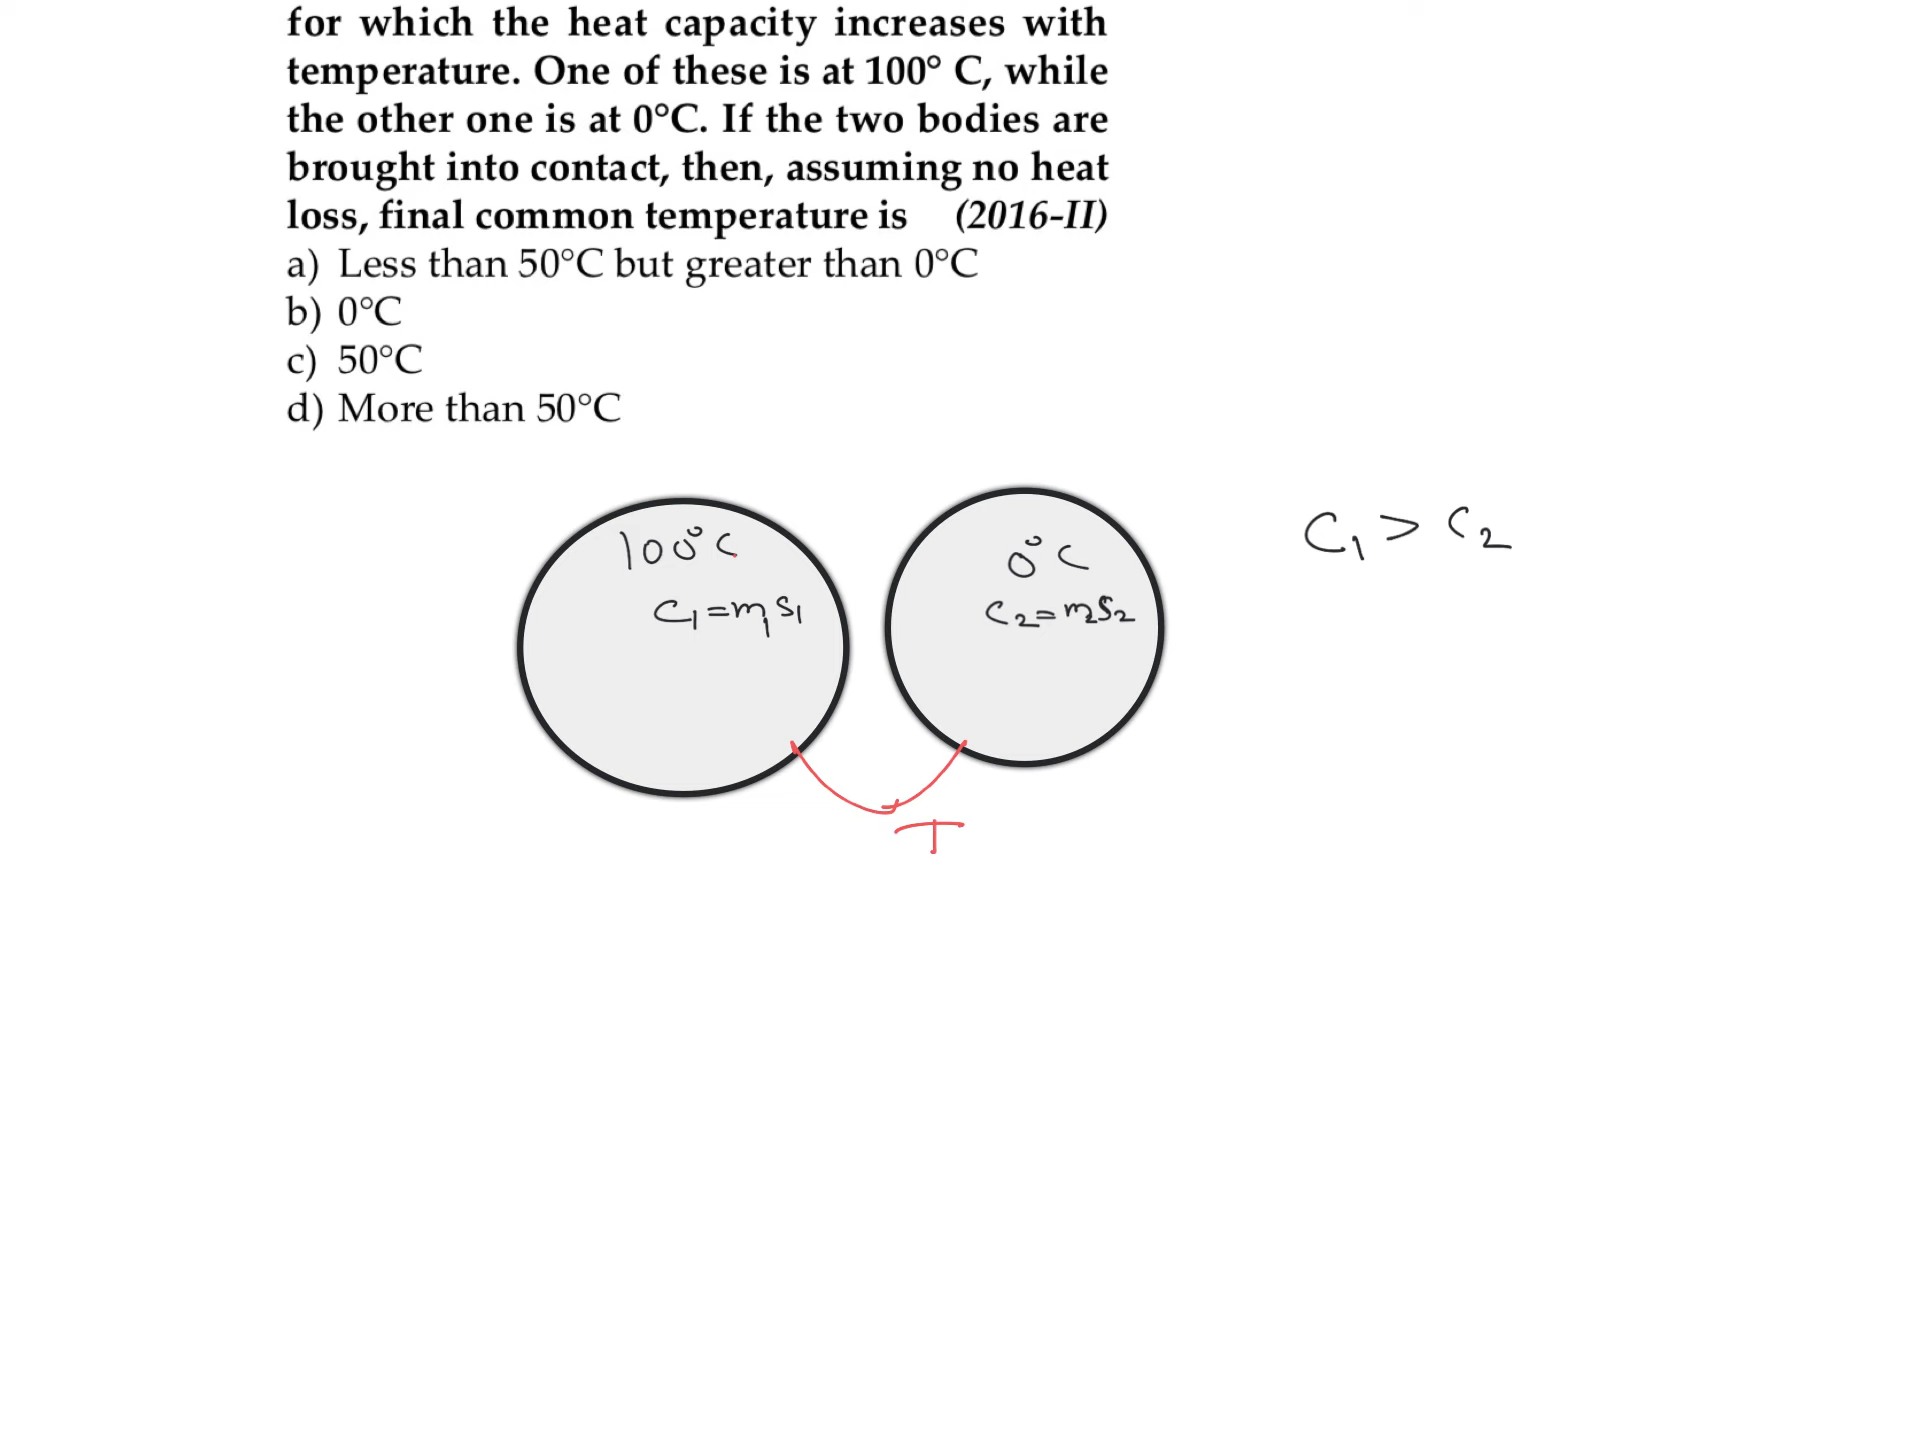 for which the heat capacity increases with
temperature. One of these is at 100° C, while
the other one is at 0°C. If the two bodies are
brought into contact, then, assuming no heat
loss, final common temperature is (2016-II)
a) Less than 50°C but greater than 0°C
b) 0°C
c) 50°C
d) More than 50°C
100°C
0°C
C₁ > C₂
C₁=m₁S₁
C₂=m₂S₂
T